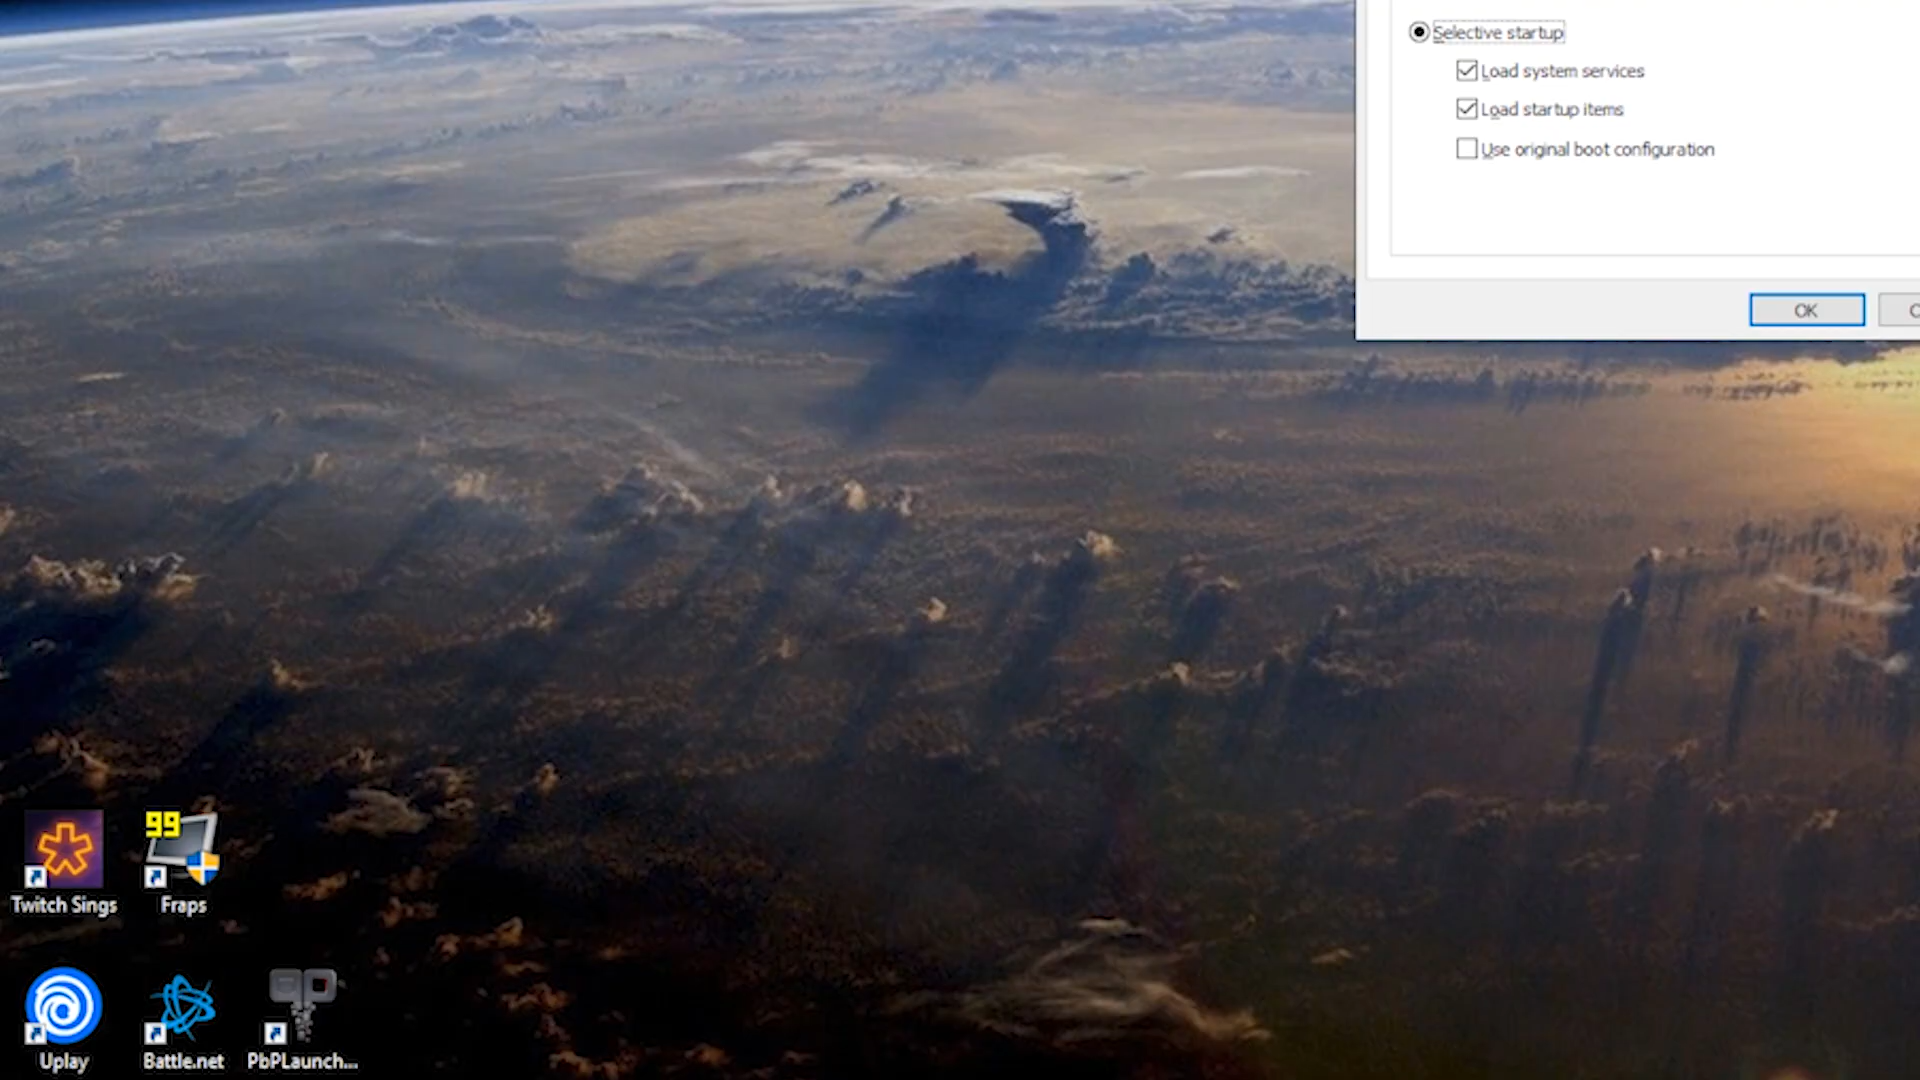 Selective startup
Load system services
Load startup items
Use original boot configuration
OK
99
Twitch Sings
Fraps
Uplay
Battle.net
PbPLaunch...